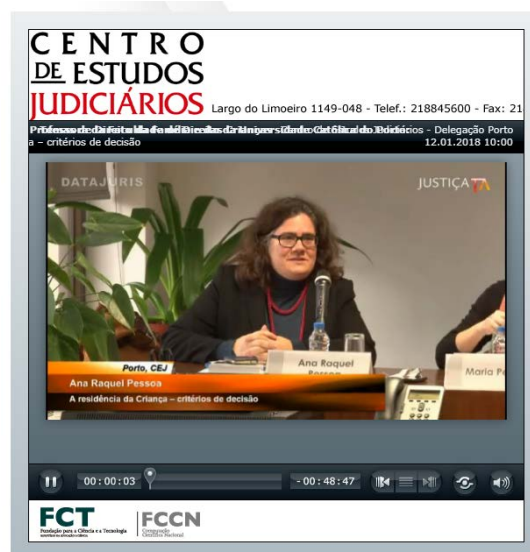 CENTRO
DE ESTUDOS
JUDICIÁRIOS
Largo do Limoeiro 1149-048 - Telef.: 218845600 - Fax: 21
- Delegação Porto
a – critérios de decisão
12.01.2018 10:00
DATAJURIS
JUSTIÇA
Ana Raquel
Maria
Porto, CEJ
Ana Raquel Pessoa
A residência da Criança – critérios de decisão
00:00:03
-00:48:47
FCT
Fundação para a Ciência e a Tecnologia
FCCN